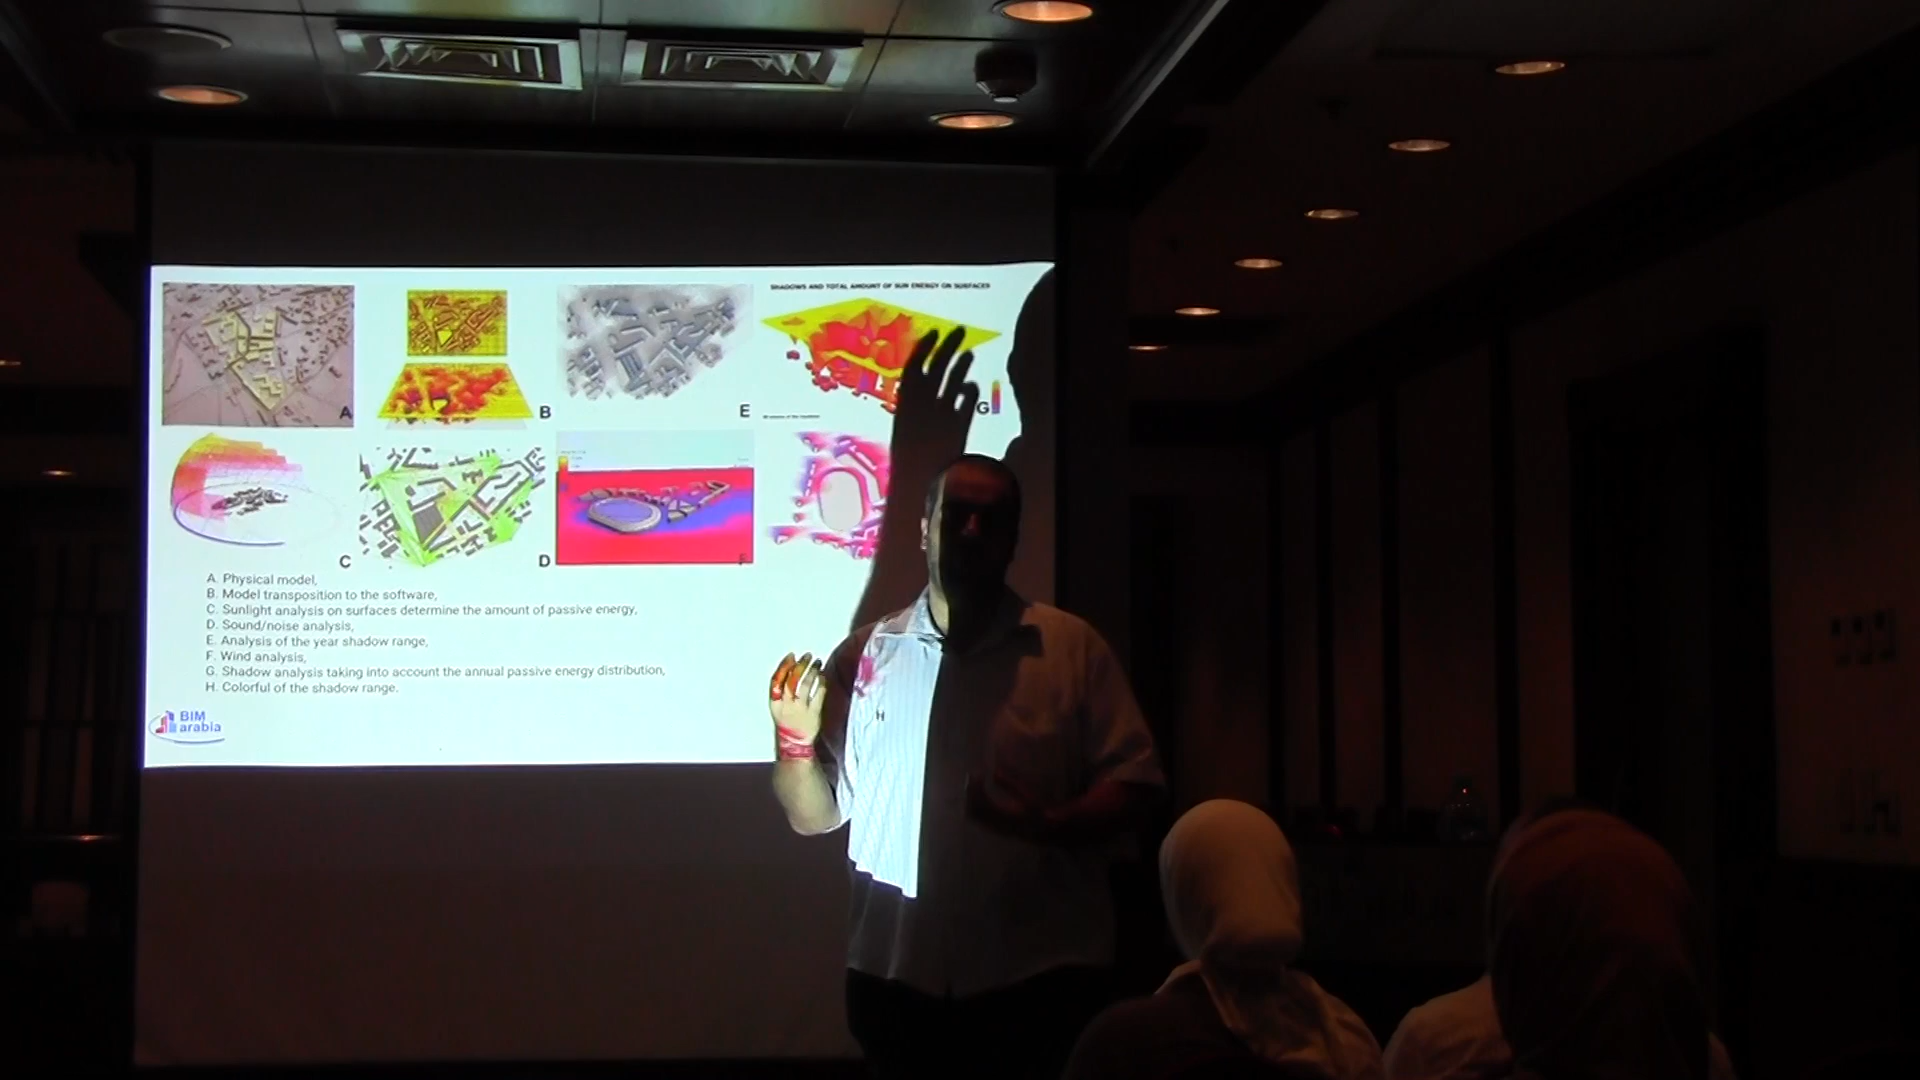 SHADOWS AND TOTAL AMOUNT OF SUN ENERGY ON SURFACES
A
B
E
G
C
D
F
A. Physical model,
B. Model transposition to the software,
C. Sunlight analysis on surfaces determine the amount of passive energy,
D. Sound/noise analysis,
E. Analysis of the year shadow range,
F. Wind analysis,
G. Shadow analysis taking into account the annual passive energy distribution,
H. Colorful of the shadow range.
H
BIM
arabia